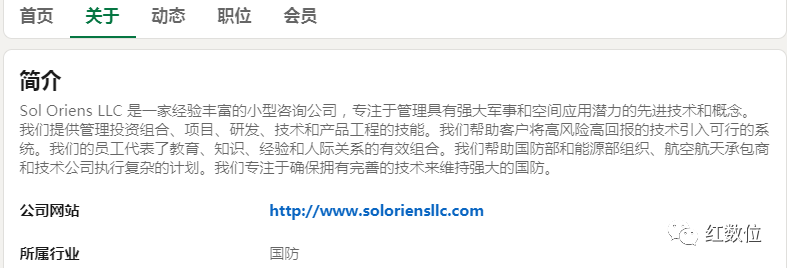 首页 关于 动态 职位 会员
简介
Sol Oriens LLC 是一家经验丰富的小型咨询公司，专注于管理具有强大军事和空间应用潜力的先进技术和概念。
我们提供管理投资组合、项目、研发、技术和产品工程的技能。我们帮助客户将高风险高回报的技术引入可行的系
统。我们的员工代表了教育、知识、经验和人际关系的有效组合。我们帮助国防部和能源部组织、航空航天承包商
和技术公司执行复杂的计划。我们专注于确保拥有完善的技术来维持强大的国防。
公司网站 http://www.soloriensllc.com
红数位
所属行业 国防